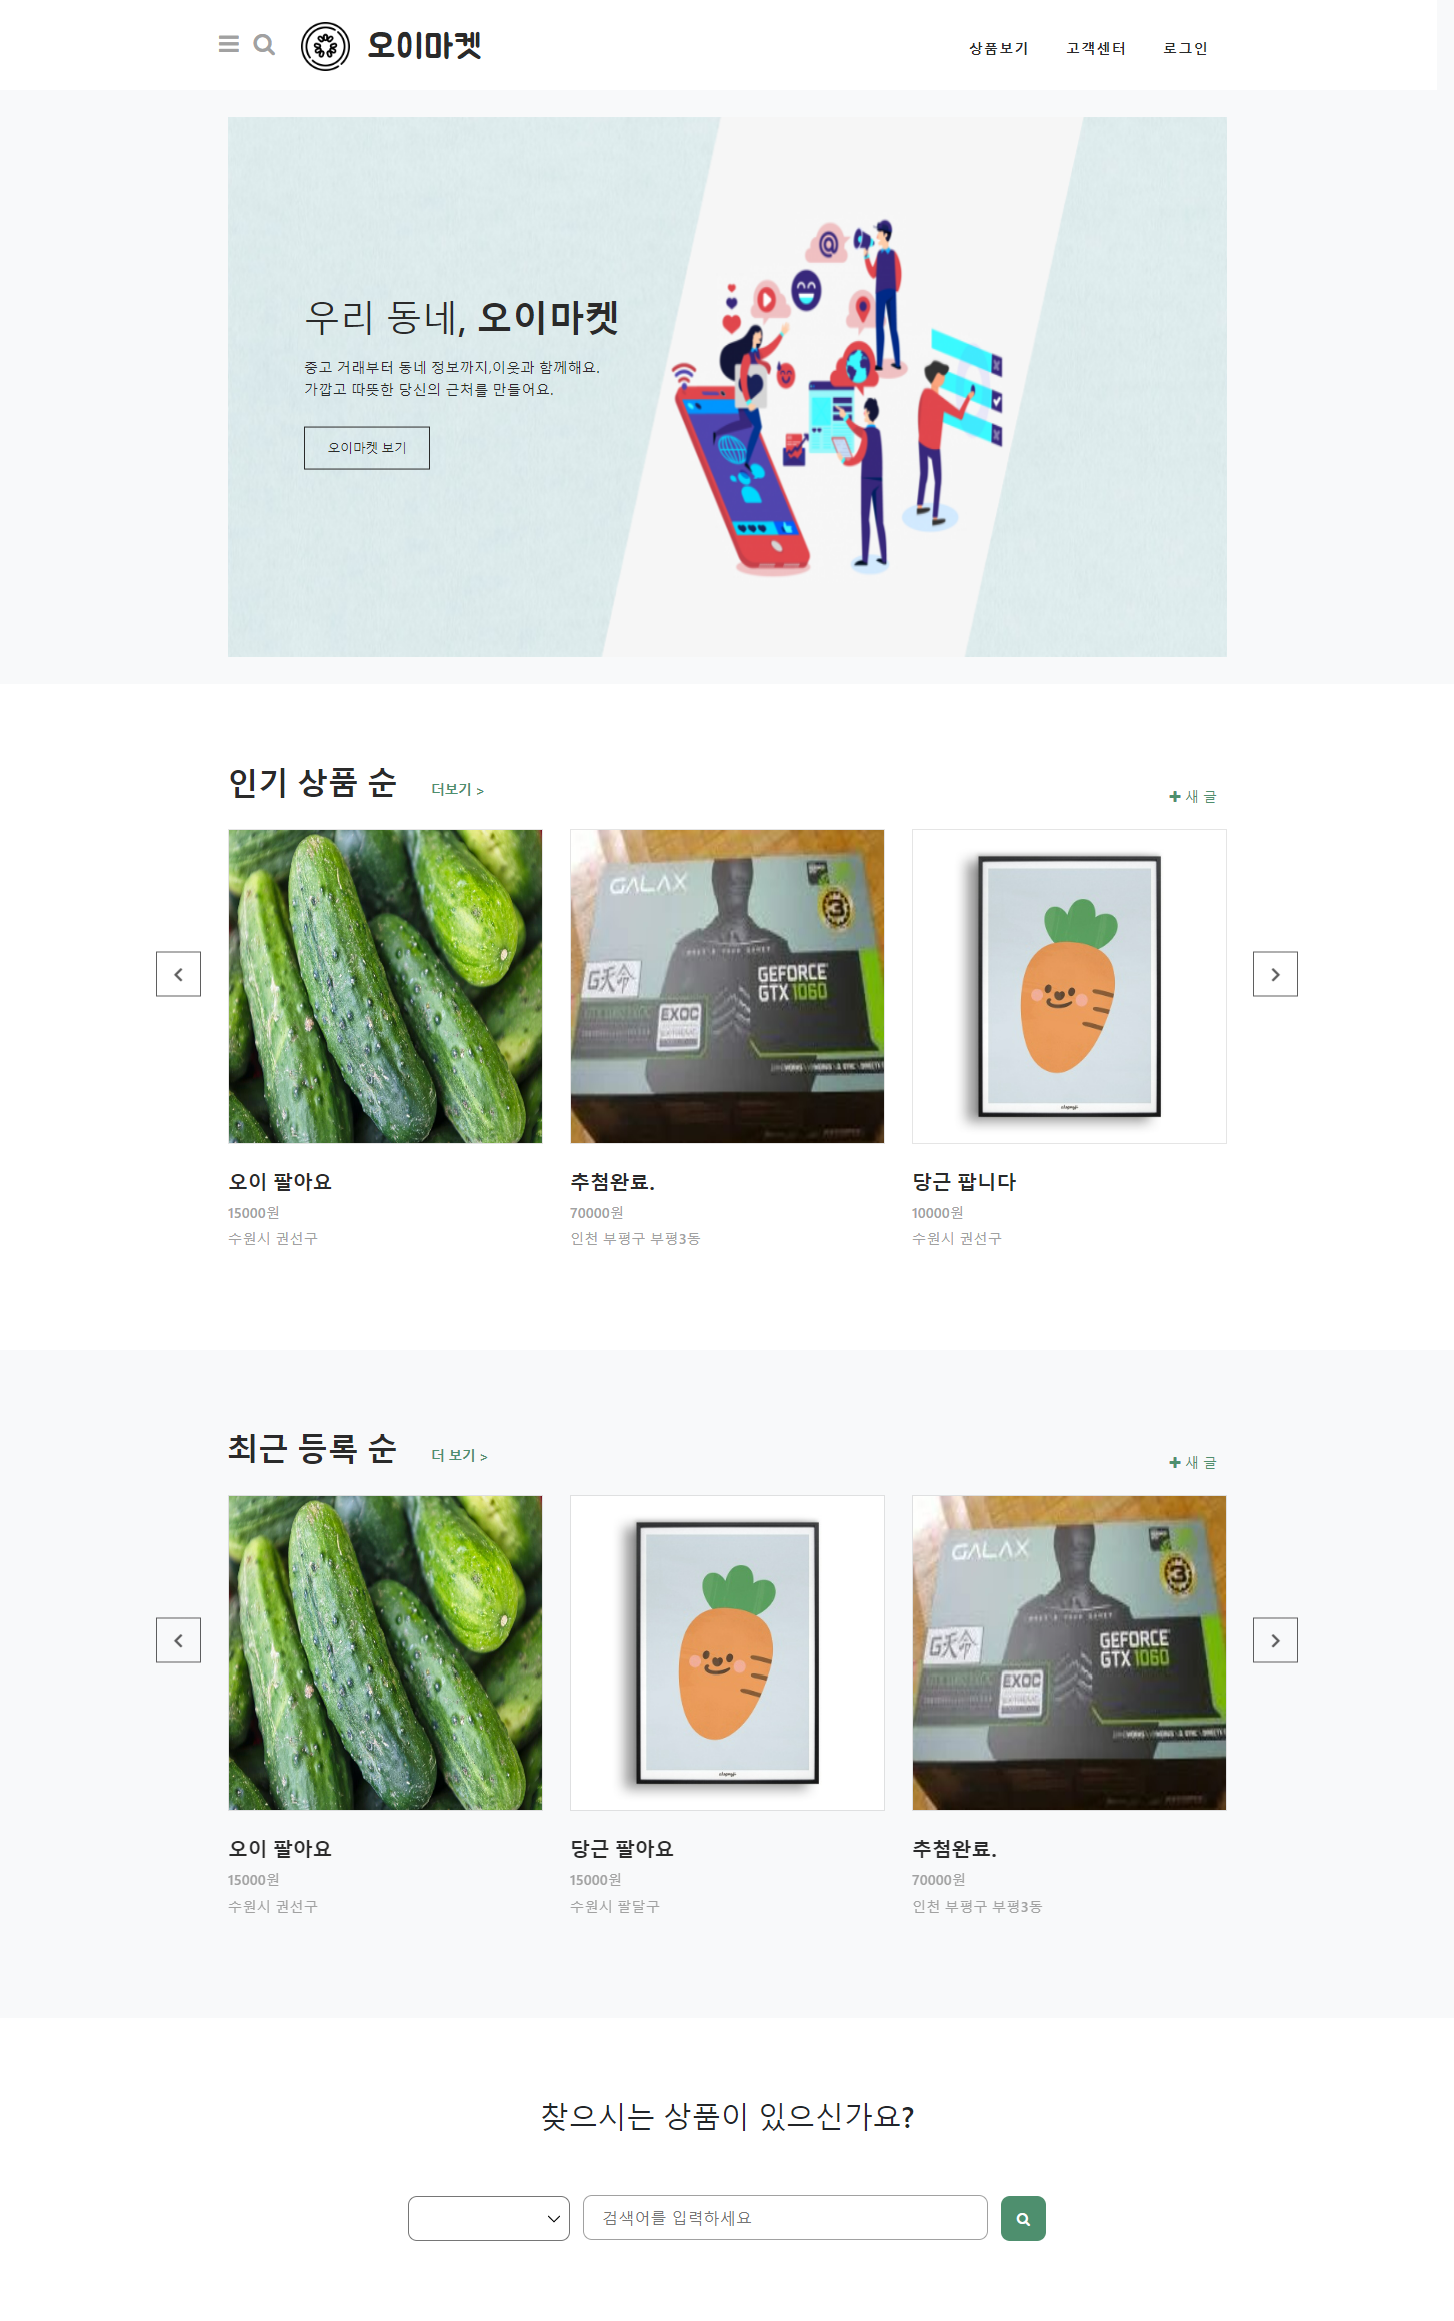 오이마켓
상품보기 고객센터 로그인
우리 동네, 오이마켓
중고 거래부터 동네 정보까지,이웃과 함께해요.
가깝고 따뜻한 당신의 근처를 만들어요.
오이마켓 보기
인기 상품 순 더보기 >
새 글
GALAX
3
G天命
GEFORCE
GTX 1060
EXOC
오이 팔아요
15000원
수원시 권선구
추첨완료.
70000원
인천 부평구 부평3동
당근 팝니다
10000원
수원시 권선구
최근 등록 순 더 보기 >
새 글
GALAX
3
G天命
GEFORCE
GTX 1060
EXOC
오이 팔아요
15000원
수원시 권선구
당근 팔아요
15000원
수원시 팔달구
추첨완료.
70000원
인천 부평구 부평3동
찾으시는 상품이 있으신가요?
검색어를 입력하세요